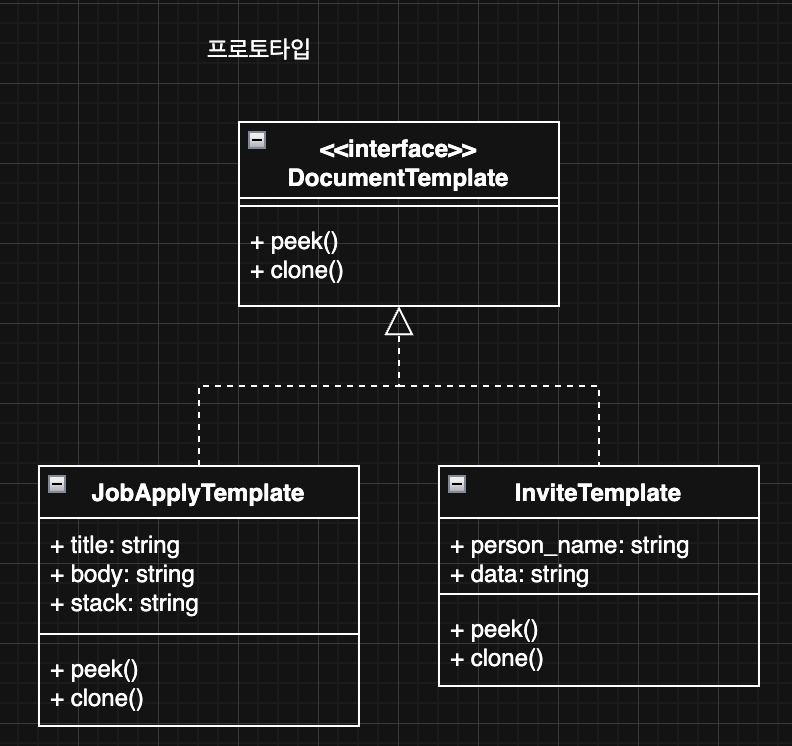 프로토타입
<<interface>>
DocumentTemplate
+ peek()
+ clone()
JobApplyTemplate
+ title: string
+ body: string
+ stack: string
+ peek()
+ clone()
InviteTemplate
+ person_name: string
+ data: string
+ peek()
+ clone()